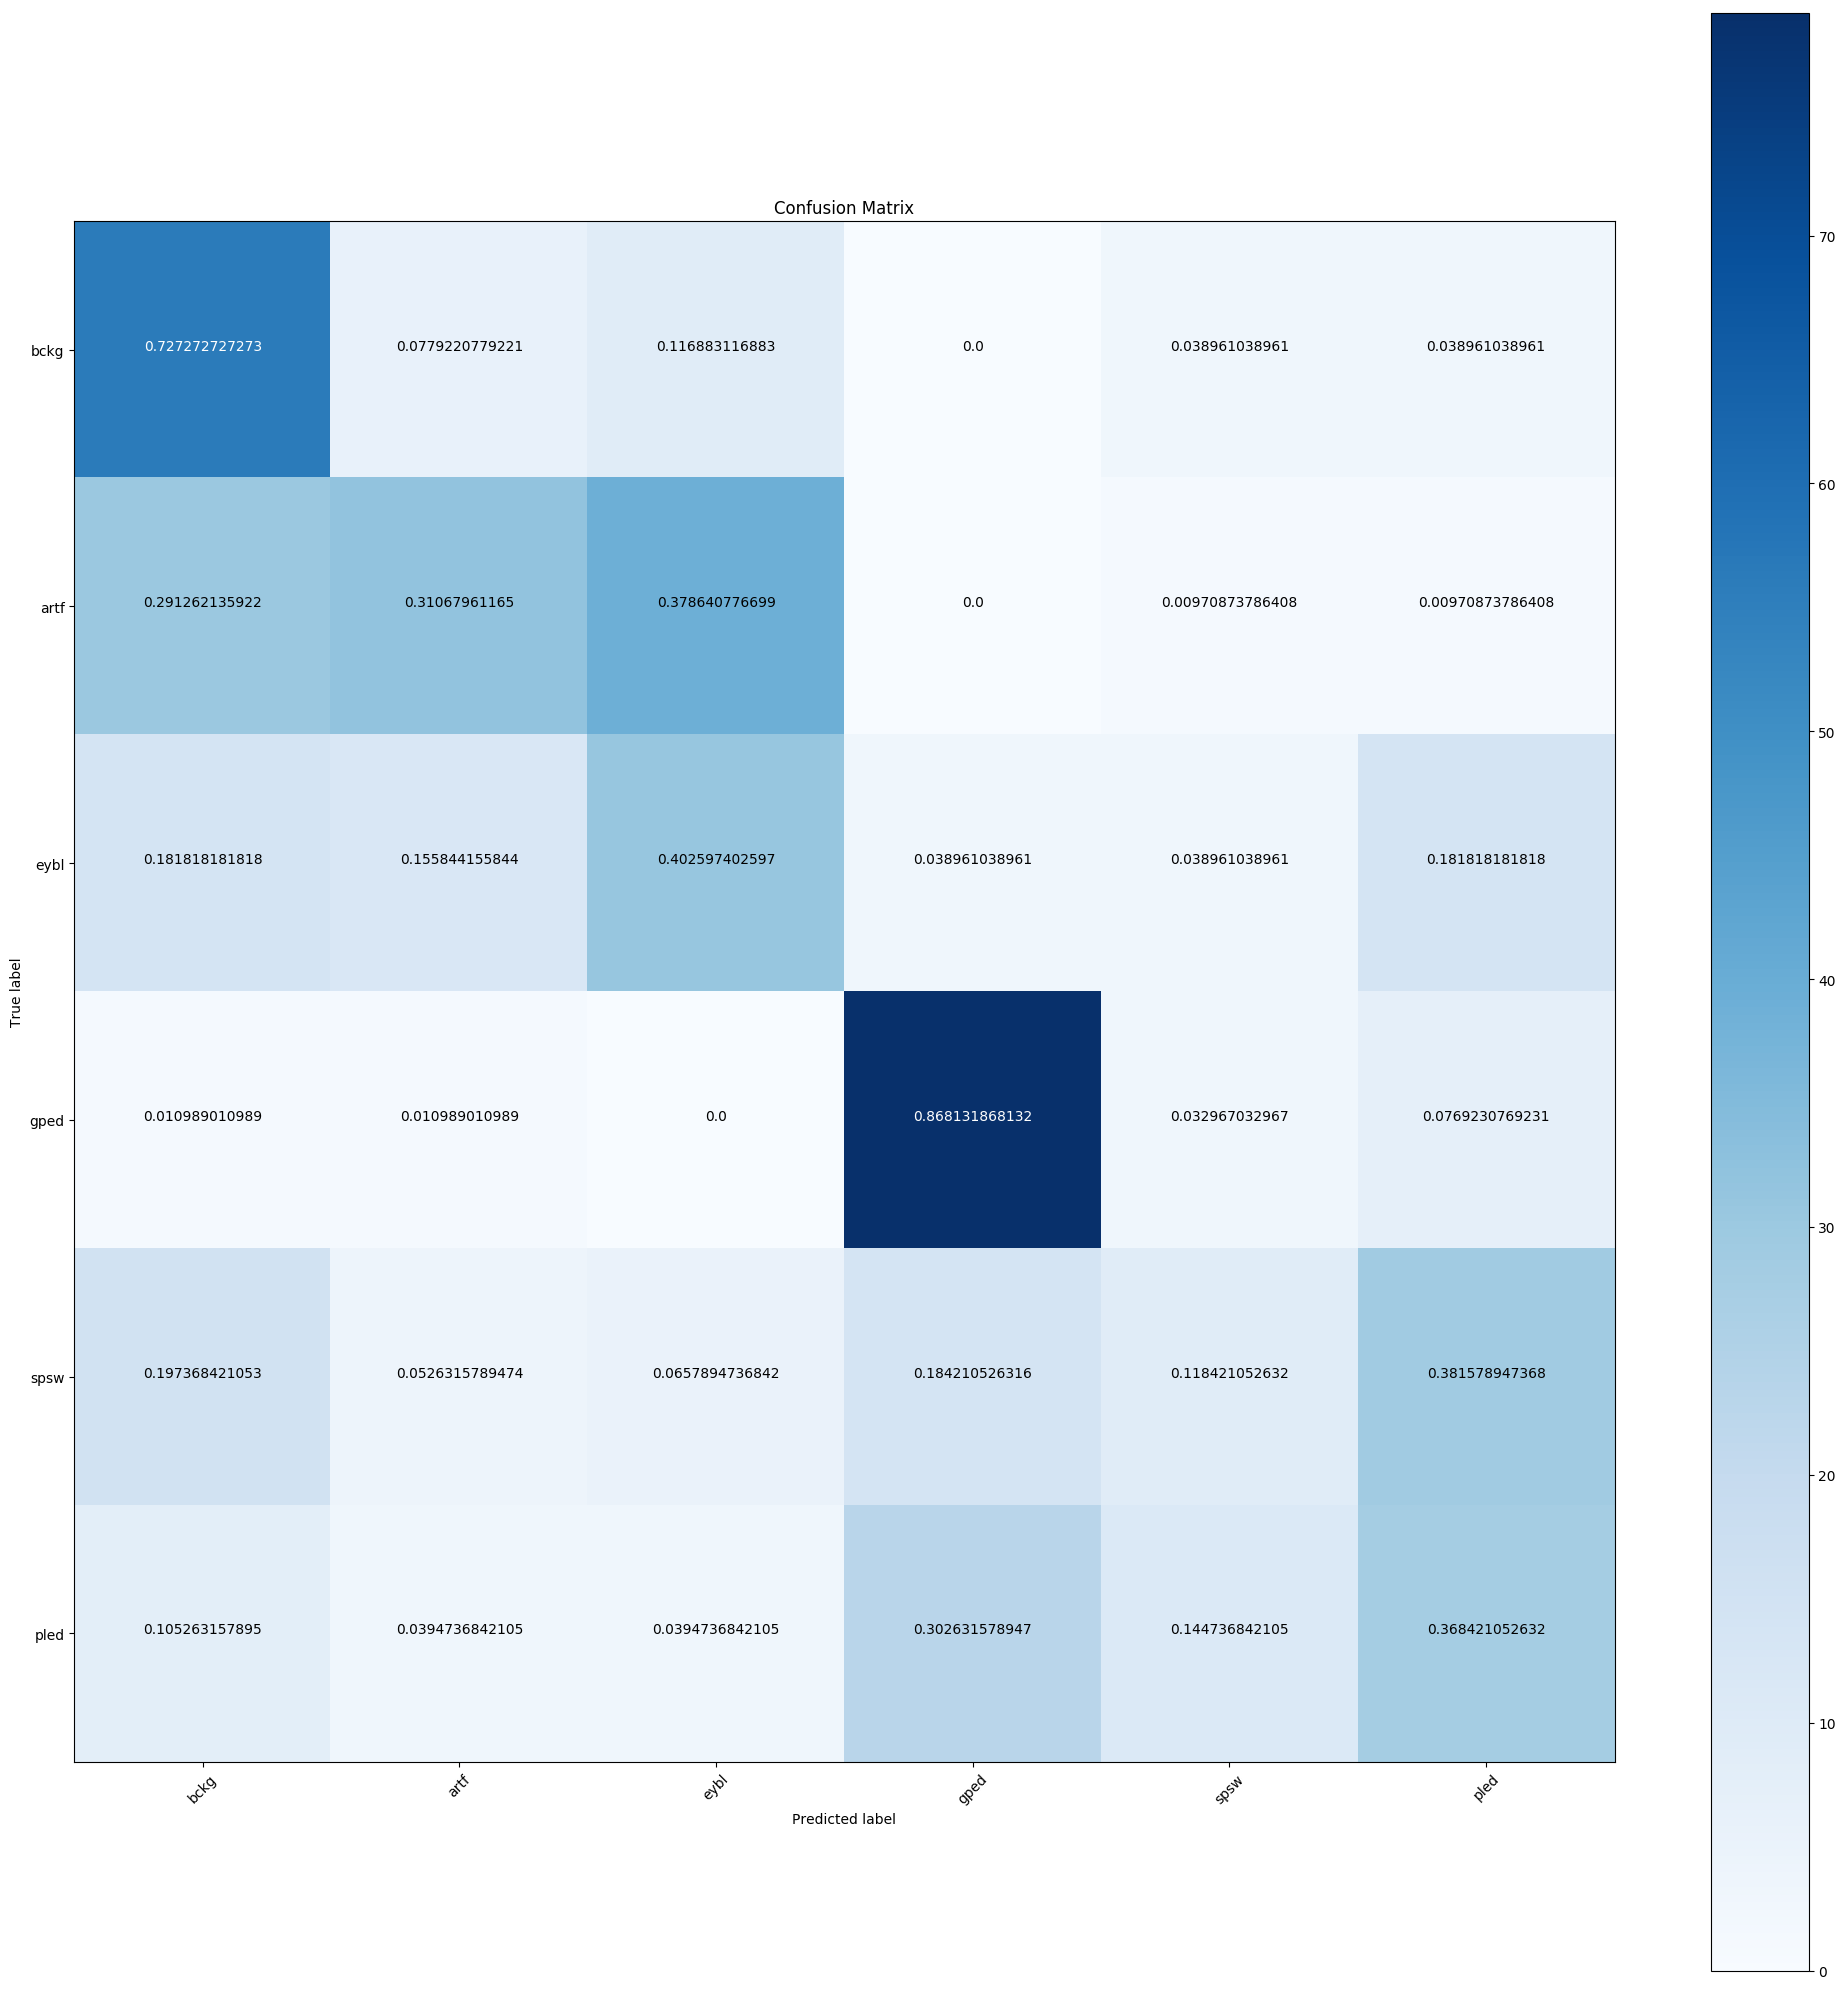 Confusion Matrix
bckg 0.727272727273 0.0779220779221 0.116883116883 0.0 0.038961038961 0.038961038961
artf 0.291262135922 0.31067961165 0.378640776699 0.0 0.00970873786408 0.00970873786408
eybl 0.181818181818 0.155844155844 0.402597402597 0.038961038961 0.038961038961 0.181818181818
gped 0.010989010989 0.010989010989 0.0 0.868131868132 0.032967032967 0.0769230769231
spsw 0.197368421053 0.0526315789474 0.0657894736842 0.184210526316 0.118421052632 0.381578947368
pled 0.105263157895 0.0394736842105 0.0394736842105 0.302631578947 0.144736842105 0.368421052632
True label
bckg artf eybl gped spsw pled
Predicted label
70
60
50
40
30
20
10
0